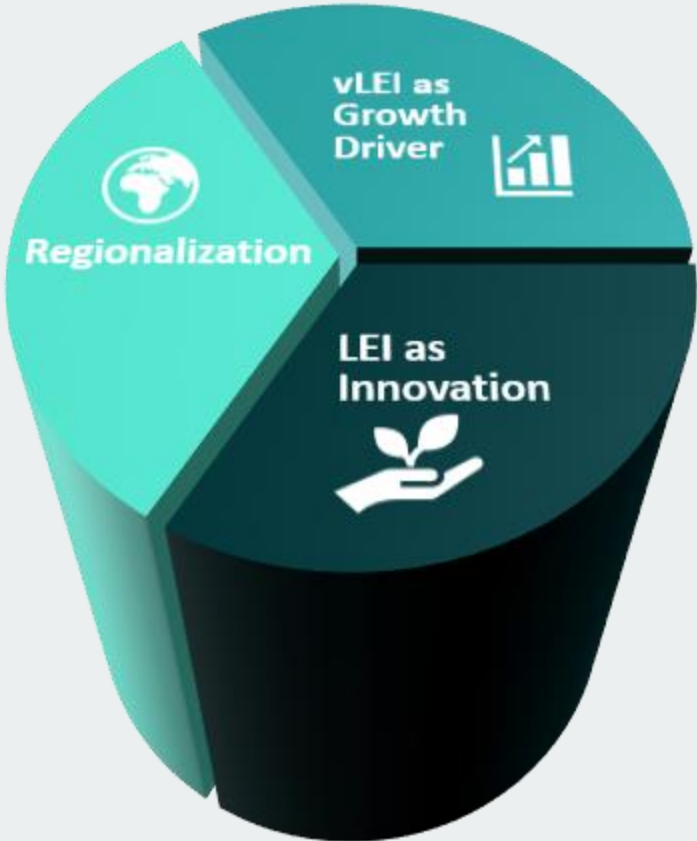 vLEI as
Growth
Driver
Regionalization
LEI as
Innovation